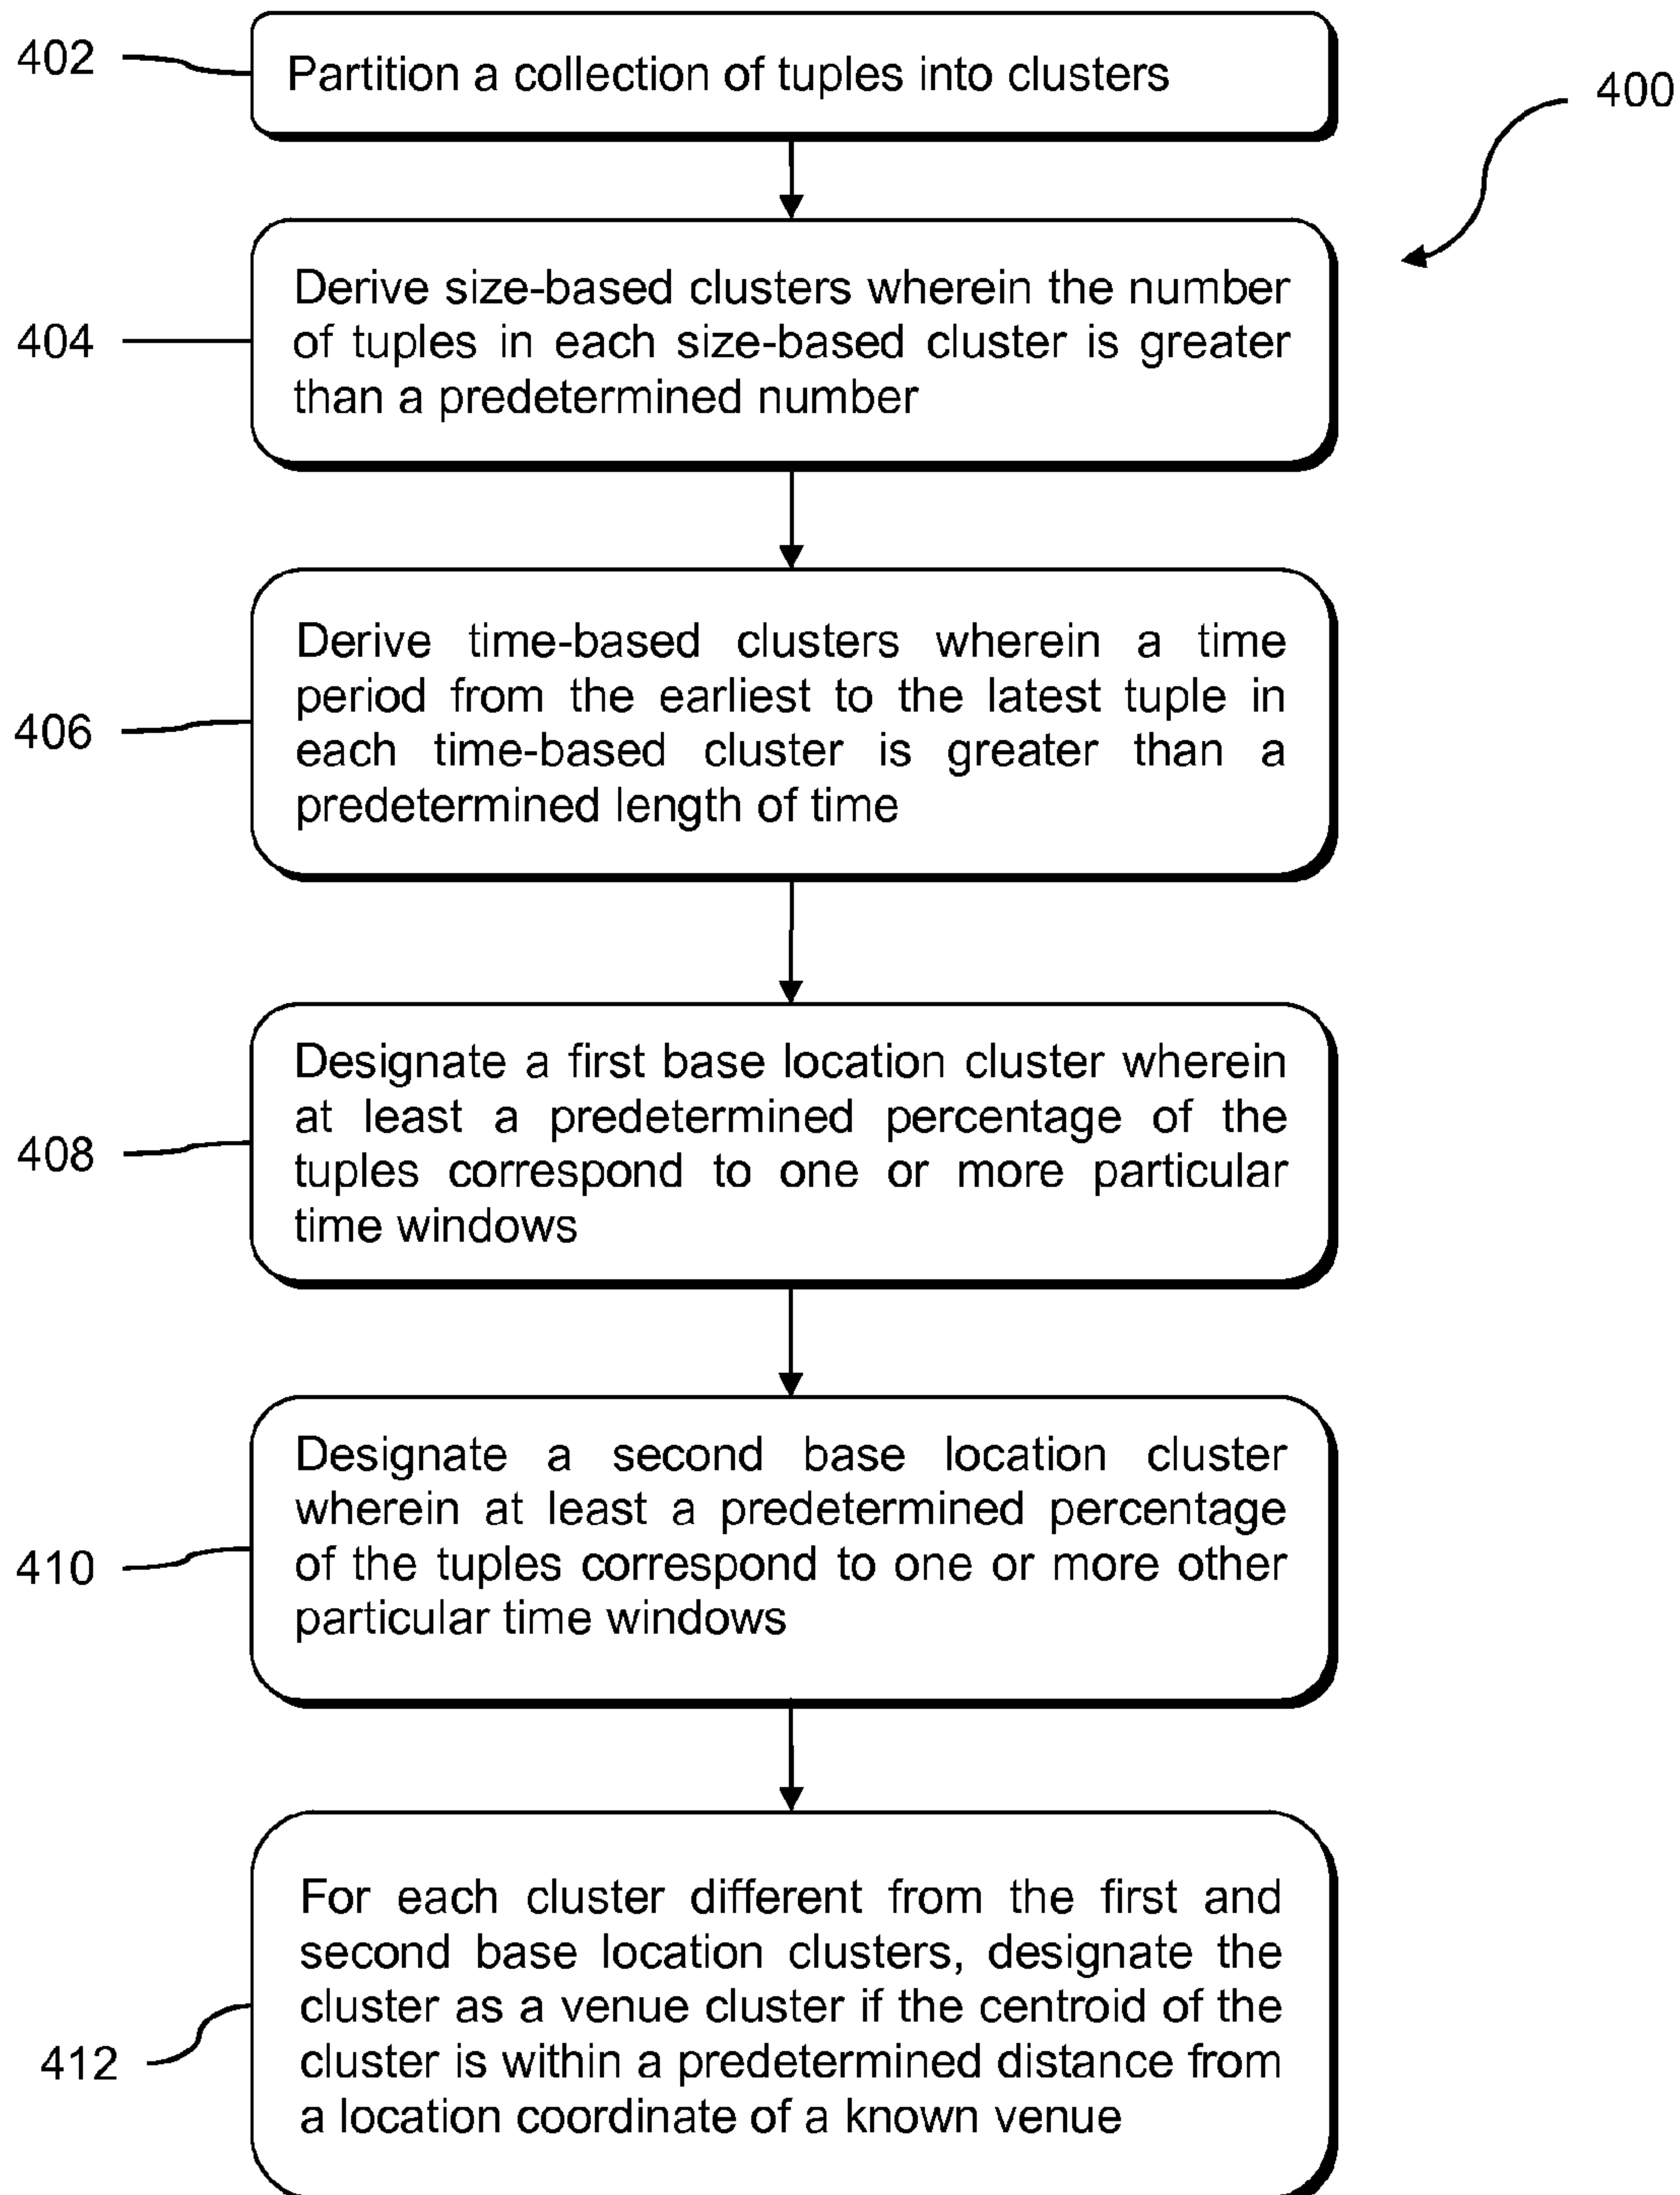 402
Partition a collection of tuples into clusters
400
404
Derive size-based clusters wherein the number
of tuples in each size-based cluster is greater
than a predetermined number
406
Derive time-based clusters wherein a time
period from the earliest to the latest tuple in
each time-based cluster is greater than a
predetermined length of time
408
Designate a first base location cluster wherein
at least a predetermined percentage of the
tuples correspond to one or more particular
time windows
410
Designate a second base location cluster
wherein at least a predetermined percentage
of the tuples correspond to one or more other
particular time windows
412
For each cluster different from the first and
second base location clusters, designate the
cluster as a venue cluster if the centroid of the
cluster is within a predetermined distance from
a location coordinate of a known venue